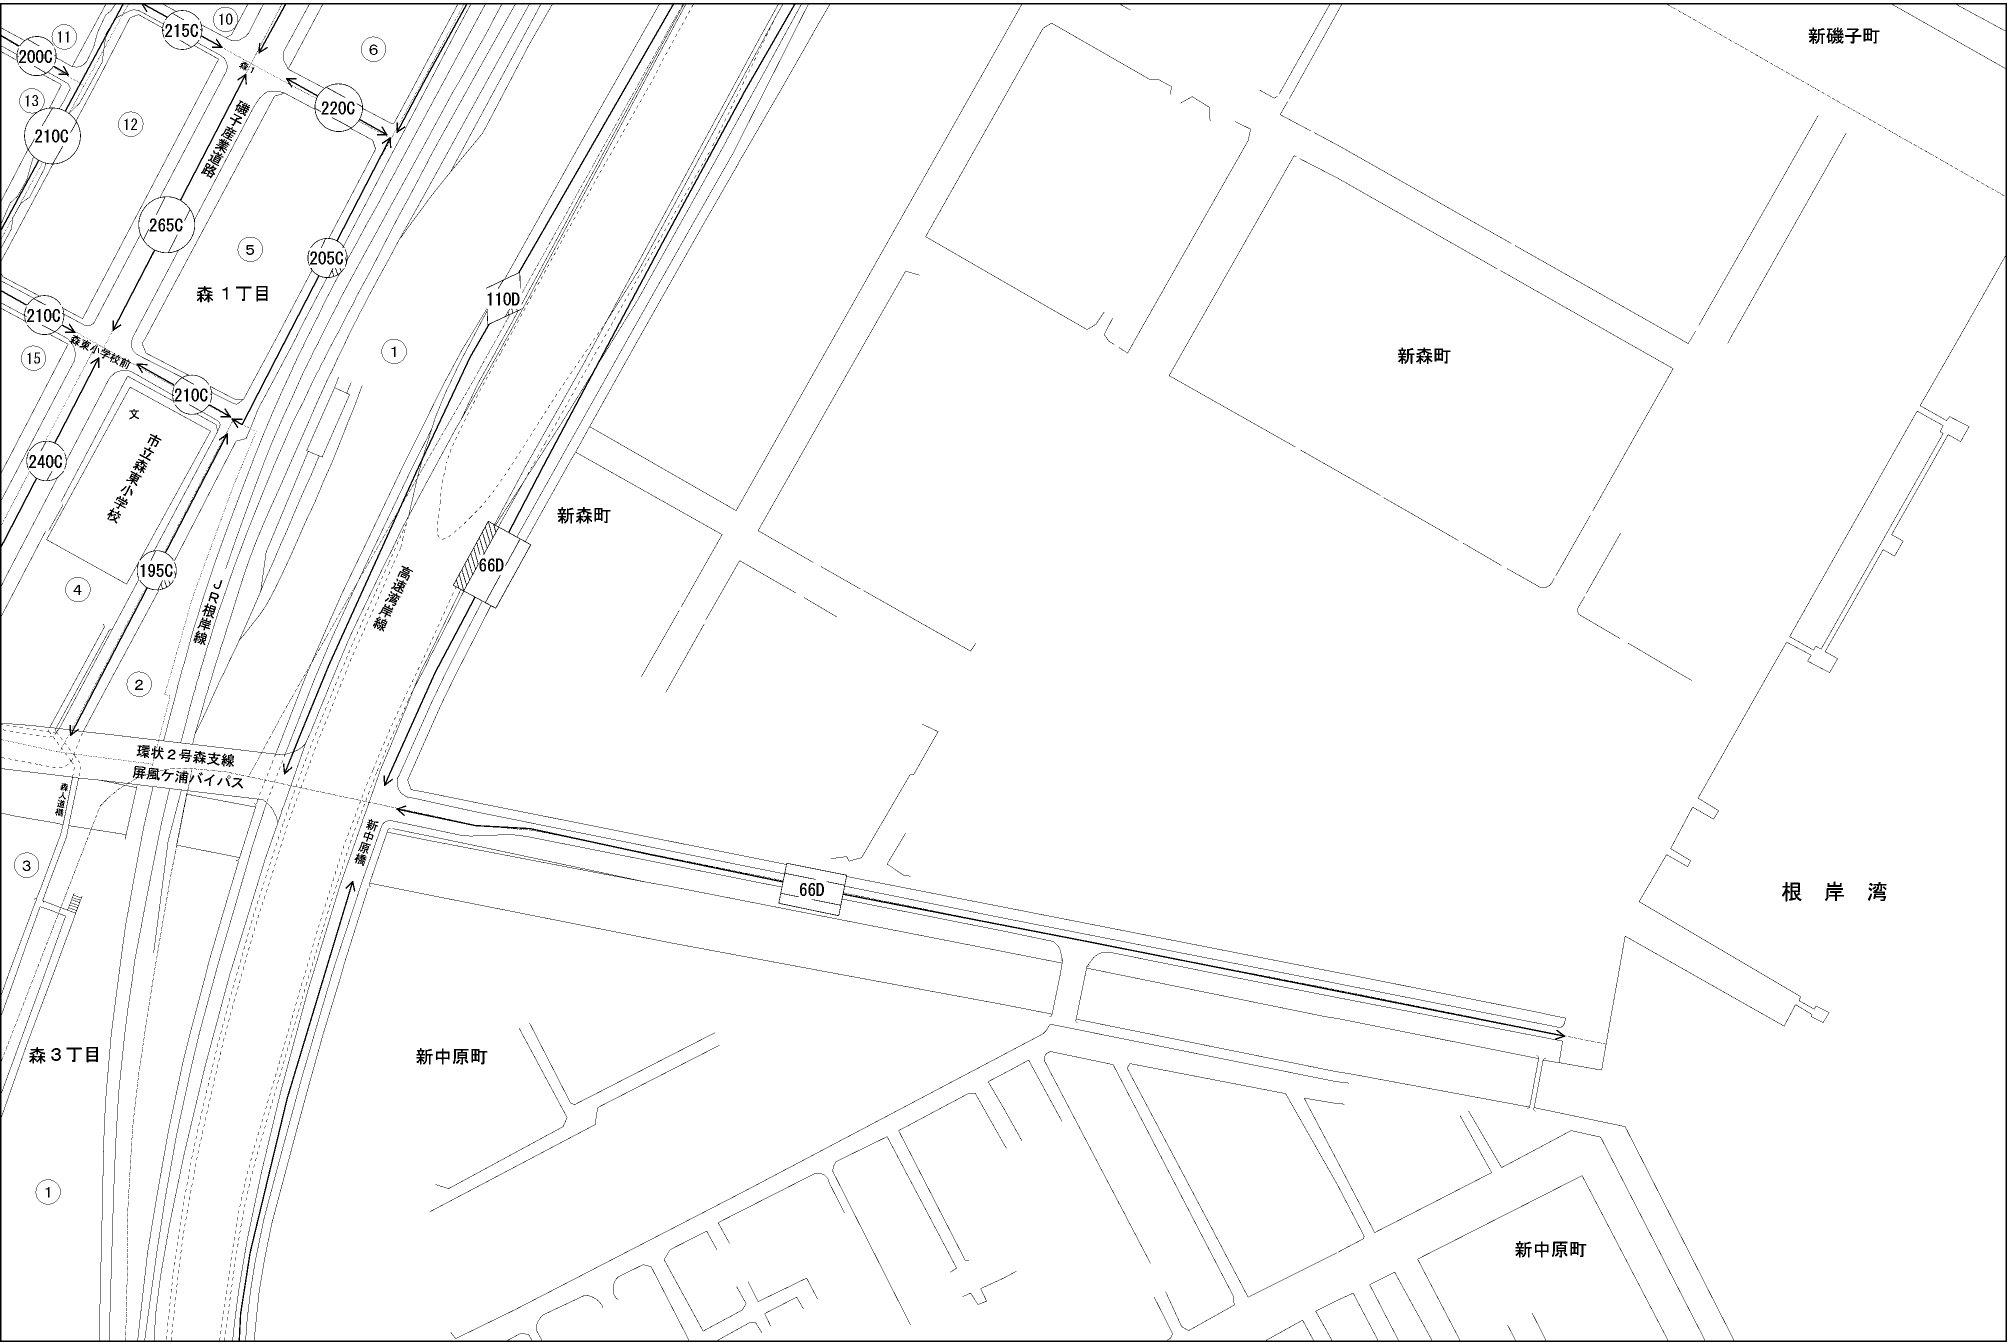 10
215C
11
新磯子町
6
200C
森1
13
220C
12
210C
磯子産業道路
265C
5
205C
森1丁目
110D
210C
森東小学校前
1
15
新森町
210C
文
市立森東小学校
240C
新森町
66D
195C
高速湾岸線
4
JR根岸線
2
環状2号森支線
屏風ケ浦バイパス
森人道橋
新中原橋
3
66D
根岸湾
森3丁目
新中原町
1
新中原町